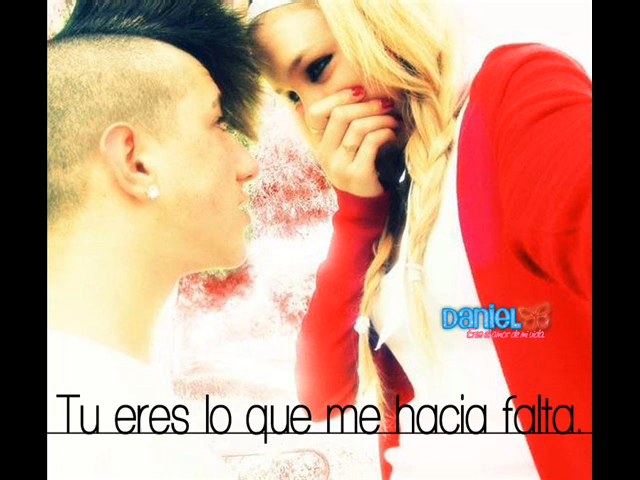 DANIEL
Eres el amor de mi vida.
Tu eres lo que me hacia falta.